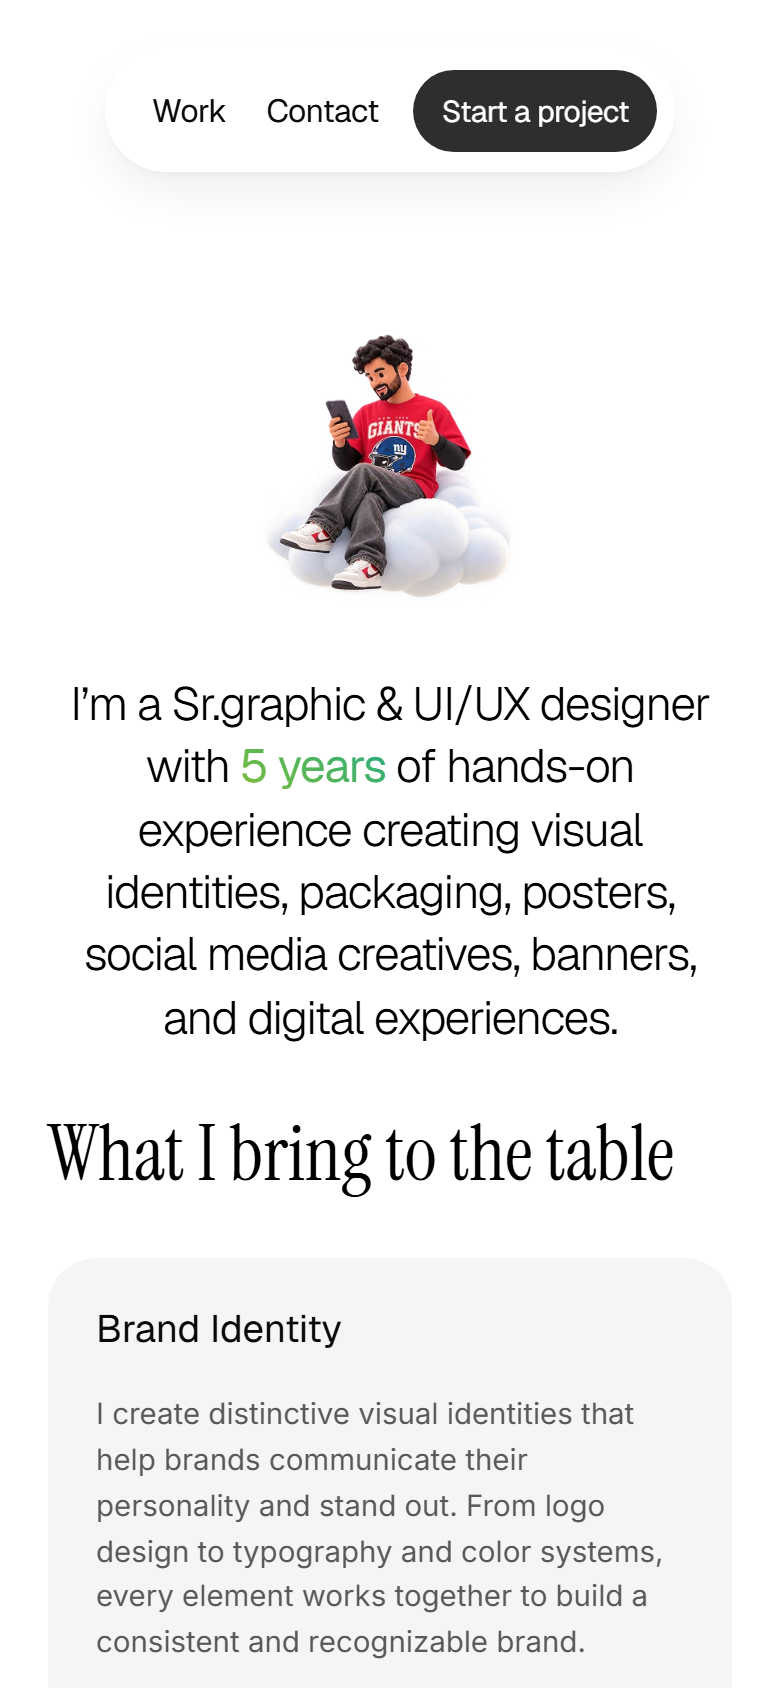 Work Contact Start a project
NEW YORK
GIANTS
ny
I’m a Sr.graphic & UI/UX designer
with 5 years of hands-on
experience creating visual
identities, packaging, posters,
social media creatives, banners,
and digital experiences.
What I bring to the table
Brand Identity
I create distinctive visual identities that
help brands communicate their
personality and stand out. From logo
design to typography and color systems,
every element works together to build a
consistent and recognizable brand.